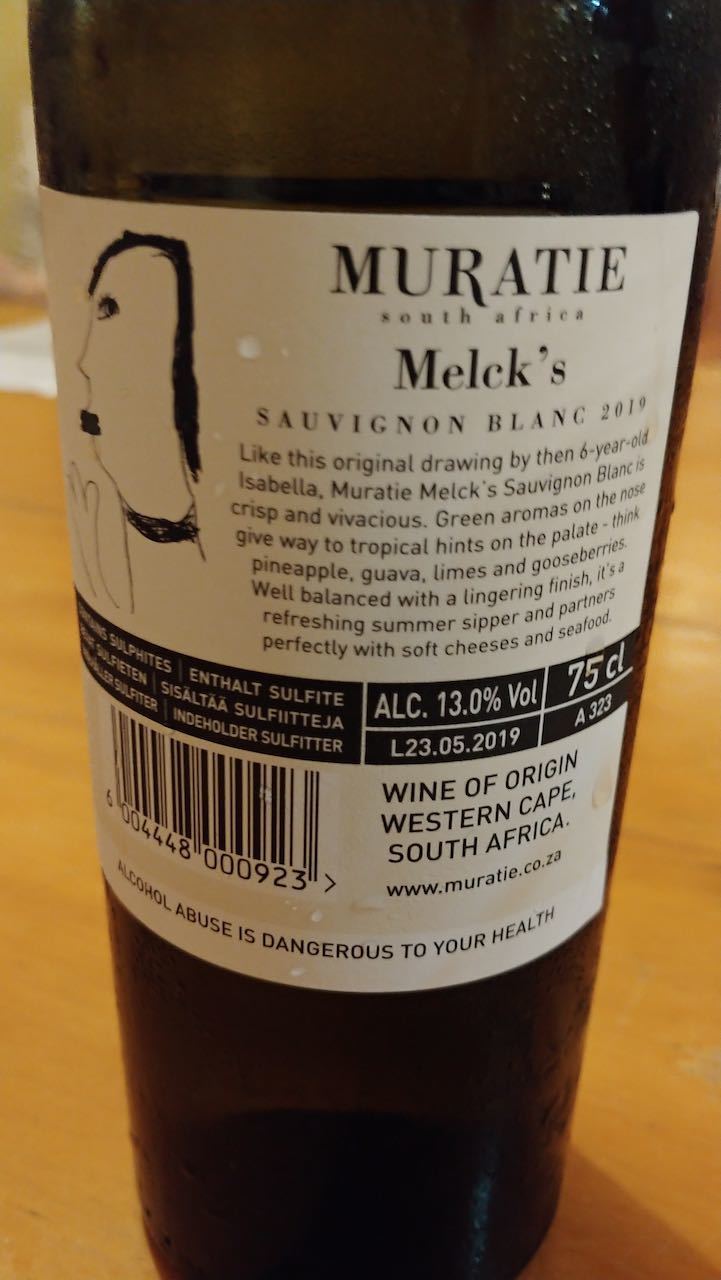 MURATIE
south africa
Melck's
SAUVIGNON BLANC 2019
Like this original drawing by then 6-year-old
Isabella, Muratie Melck's Sauvignon Blanc is
crisp and vivacious. Green aromas on the nose
give way to tropical hints on the palate - think
pineapple, guava, limes and gooseberries.
Well balanced with a lingering finish, it's a
refreshing summer sipper and partners
perfectly with soft cheeses and seafood.
SULPHITES | ENTHALT SULFITE
SULFIETEN | SISÄLTÄÄ SULFIITTEJA
SULFITER | INDEHOLDER SULFITTER
ALC. 13.0% Vol
75 cl
L23.05.2019
A 323
6 004448 000923 >
WINE OF ORIGIN
WESTERN CAPE,
SOUTH AFRICA.
www.muratie.co.za
ALCOHOL ABUSE IS DANGEROUS TO YOUR HEALTH